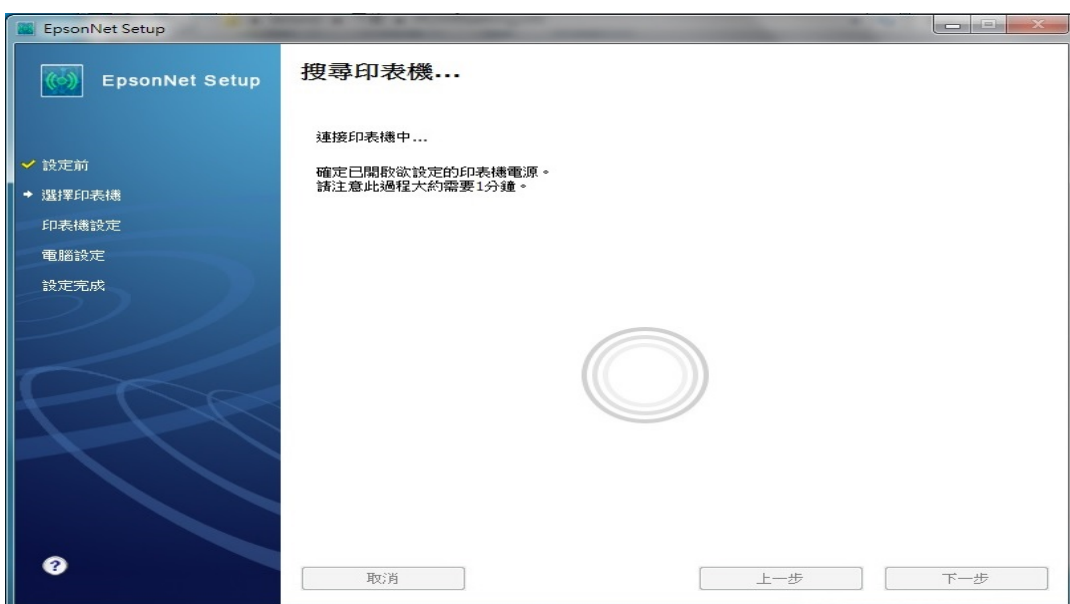 EpsonNet Setup
EpsonNet Setup
設定前
選擇印表機
印表機設定
電腦設定
設定完成
搜尋印表機...
連接印表機中...
確定已開啟欲設定的印表機電源。
請注意此過程大約需要1分鐘。
取消
上一步
下一步